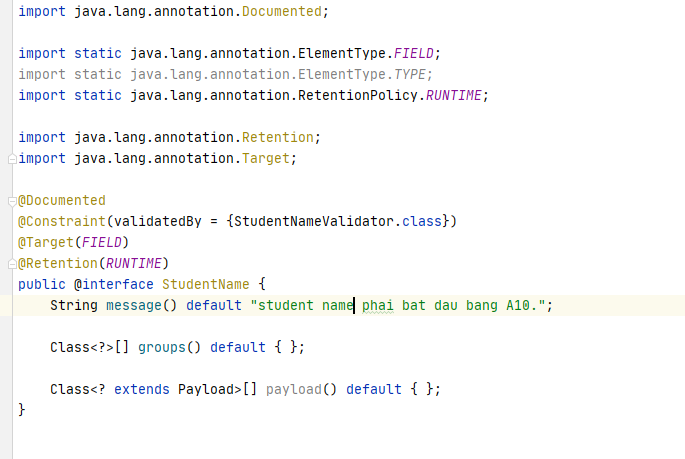 import java.lang.annotation.Documented;
import static java.lang.annotation.ElementType.FIELD;
import static java.lang.annotation.ElementType.TYPE;
import static java.lang.annotation.RetentionPolicy.RUNTIME;
import java.lang.annotation.Retention;
import java.lang.annotation.Target;
@Documented
@Constraint(validatedBy = {StudentNameValidator.class})
@Target(FIELD)
@Retention(RUNTIME)
public @interface StudentName {
    String message() default "student name phai bat dau bang A10.";
    Class<?>[] groups() default { };
    Class<? extends Payload>[] payload() default { };
}